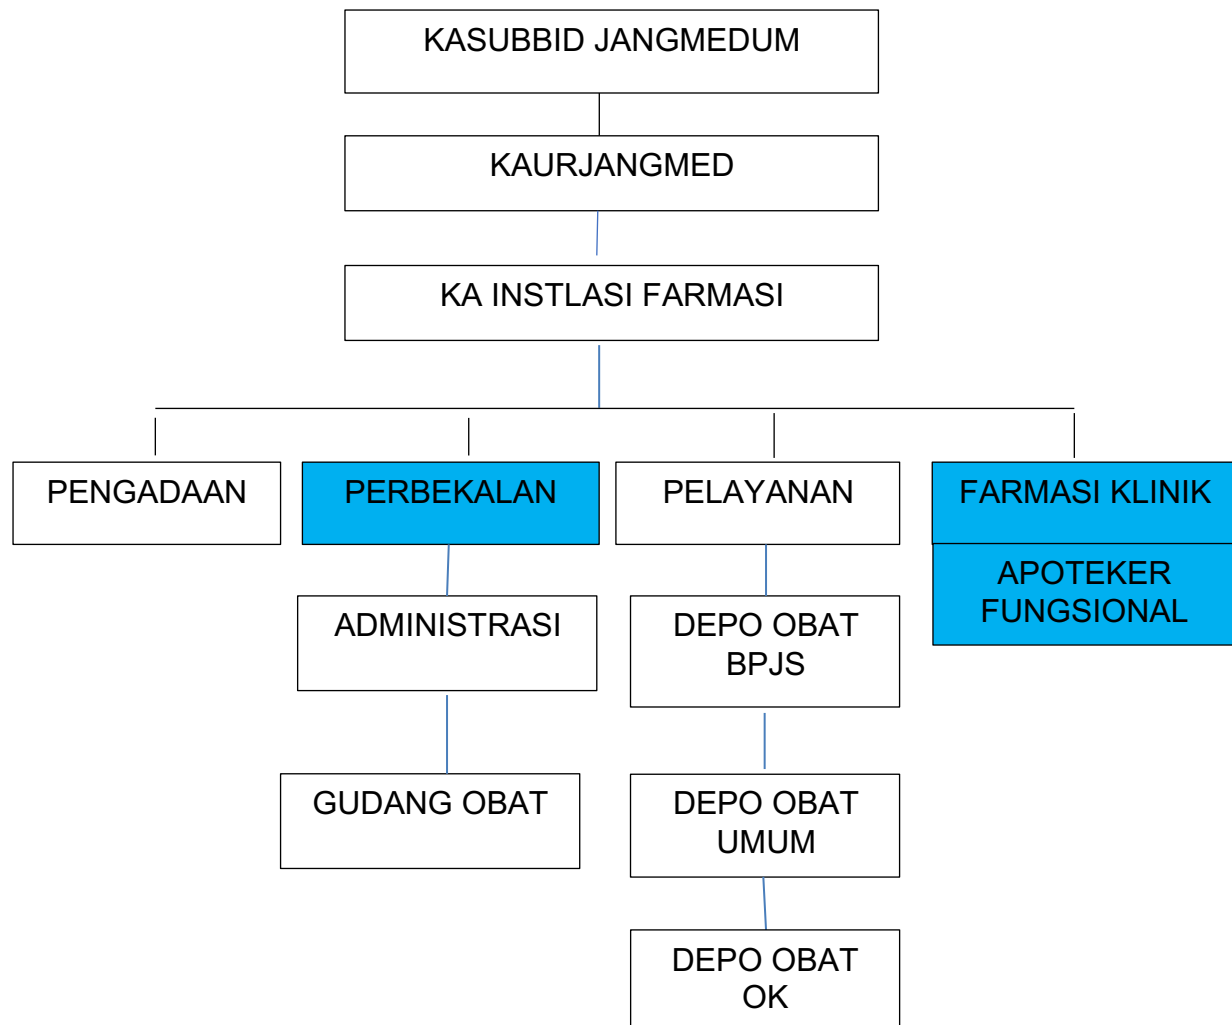 KASUBBID JANGMEDUM
KAURJANGMED
KA INSTLASI FARMASI
PENGADAAN
PERBEKALAN
PELAYANAN
FARMASI KLINIK
APOTEKER
FUNGSIONAL
ADMINISTRASI
DEPO OBAT
BPJS
GUDANG OBAT
DEPO OBAT
UMUM
DEPO OBAT
OK